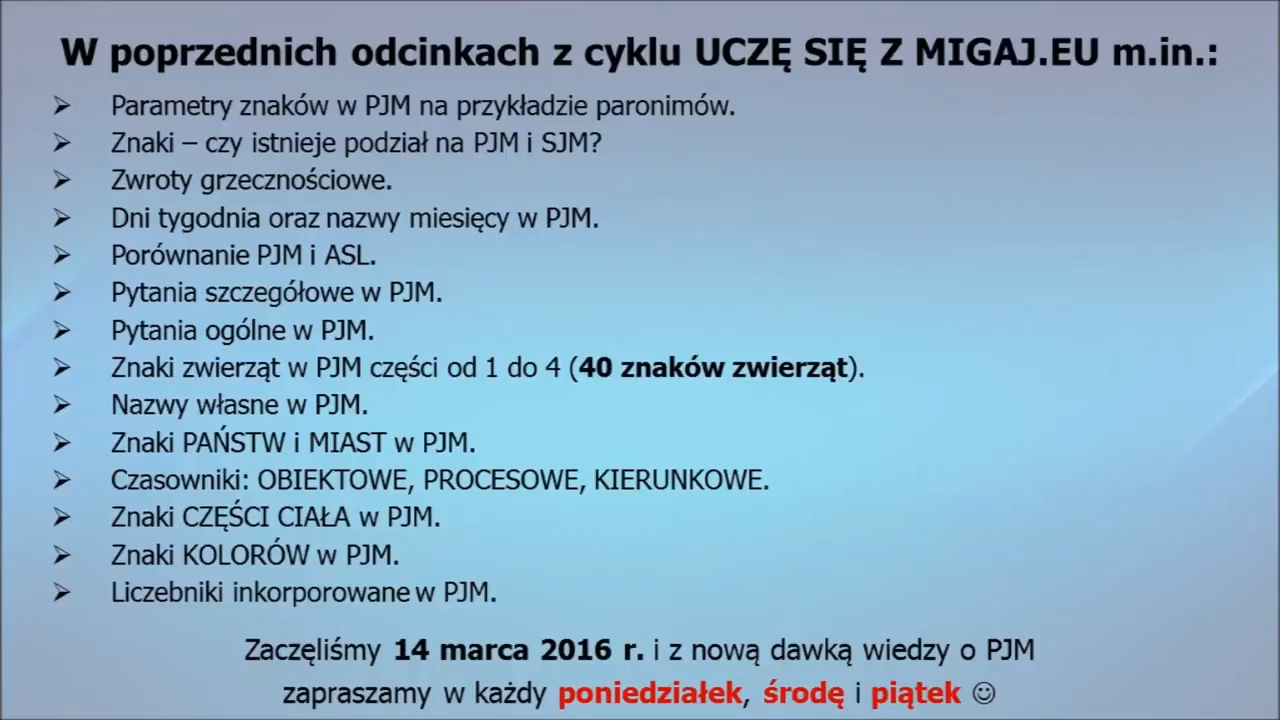 W poprzednich odcinkach z cyklu UCZĘ SIĘ Z MIGAJ.EU m.in.:
➢ Parametry znaków w PJM na przykładzie paronimów.
➢ Znaki – czy istnieje podział na PJM i SJM?
➢ Zwroty grzecznościowe.
➢ Dni tygodnia oraz nazwy miesięcy w PJM.
➢ Porównanie PJM i ASL.
➢ Pytania szczegółowe w PJM.
➢ Pytania ogólne w PJM.
➢ Znaki zwierząt w PJM części od 1 do 4 (40 znaków zwierząt).
➢ Nazwy własne w PJM.
➢ Znaki PAŃSTW i MIAST w PJM.
➢ Czasowniki: OBIEKTOWE, PROCESOWE, KIERUNKOWE.
➢ Znaki CZĘŚCI CIAŁA w PJM.
➢ Znaki KOLORÓW w PJM.
➢ Liczebniki inkorporowane w PJM.
Zaczęliśmy 14 marca 2016 r. i z nową dawką wiedzy o PJM
zapraszamy w każdy poniedziałek, środę i piątek ☺